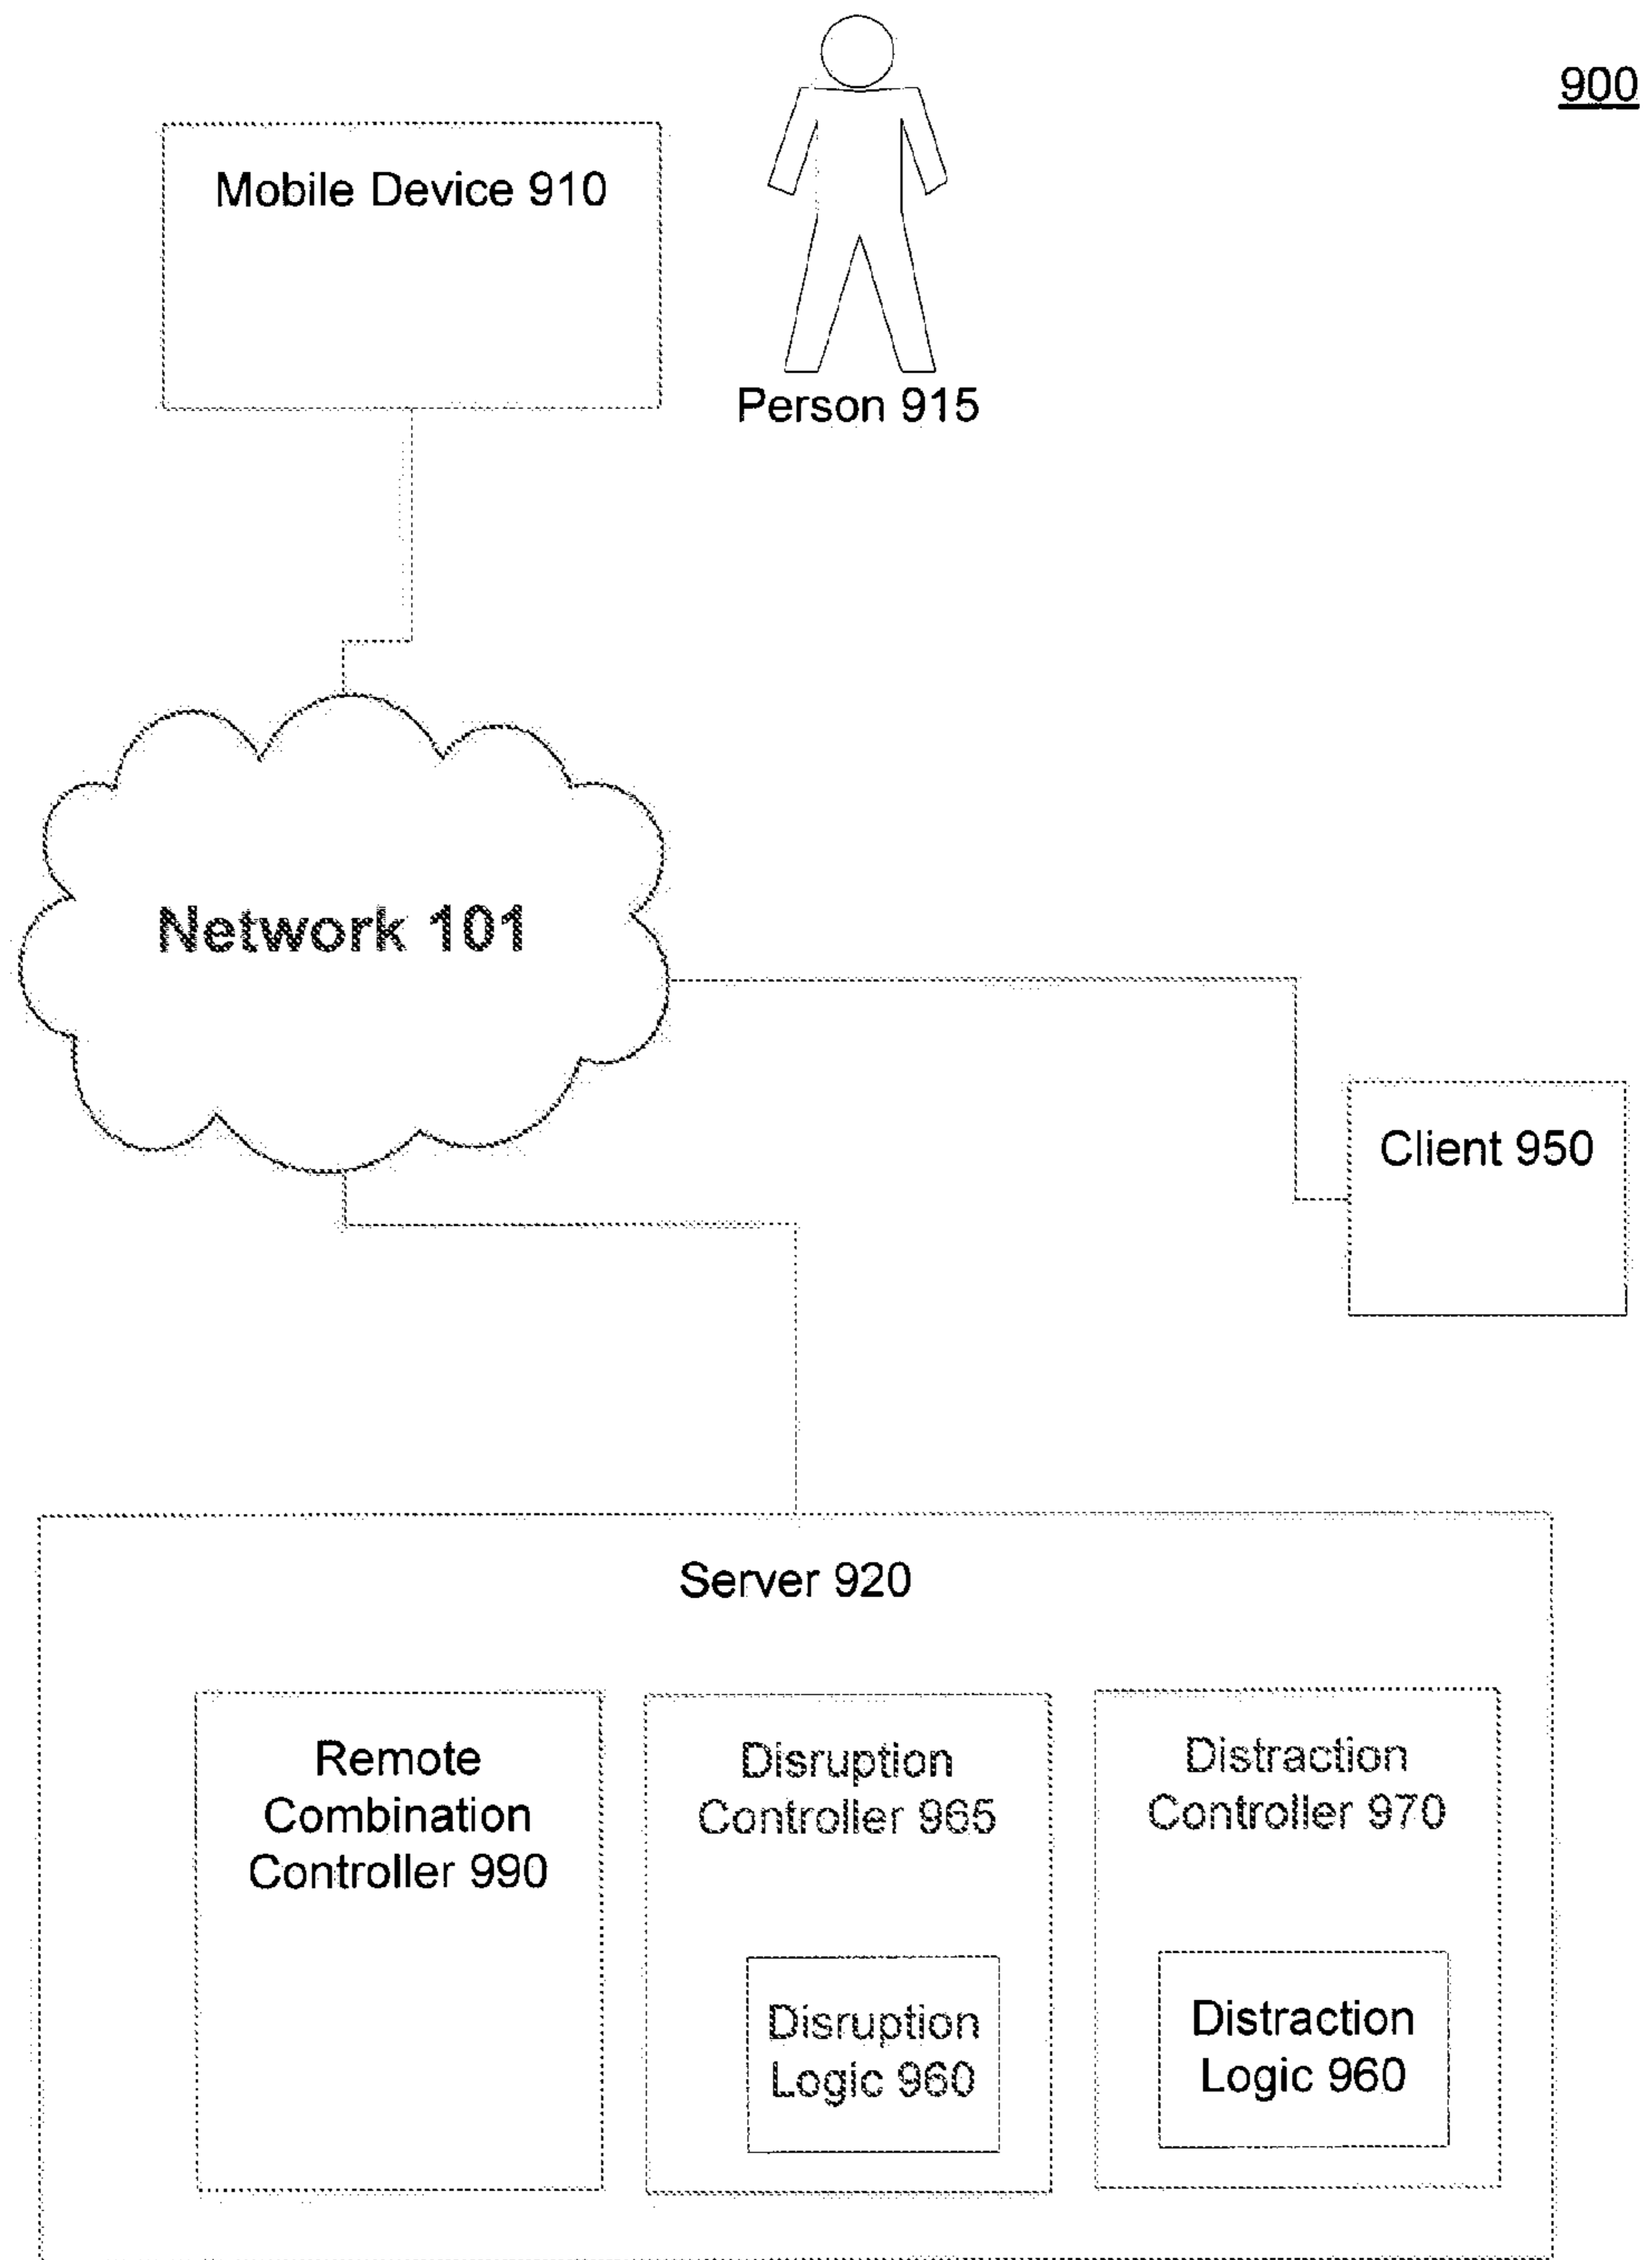 900
Mobile Device 910
Person 915
Network 101
Client 950
Server 920
Remote
Combination
Controller 990
Disruption
Controller 965
Disruption
Logic 960
Distraction
Controller 970
Distraction
Logic 960